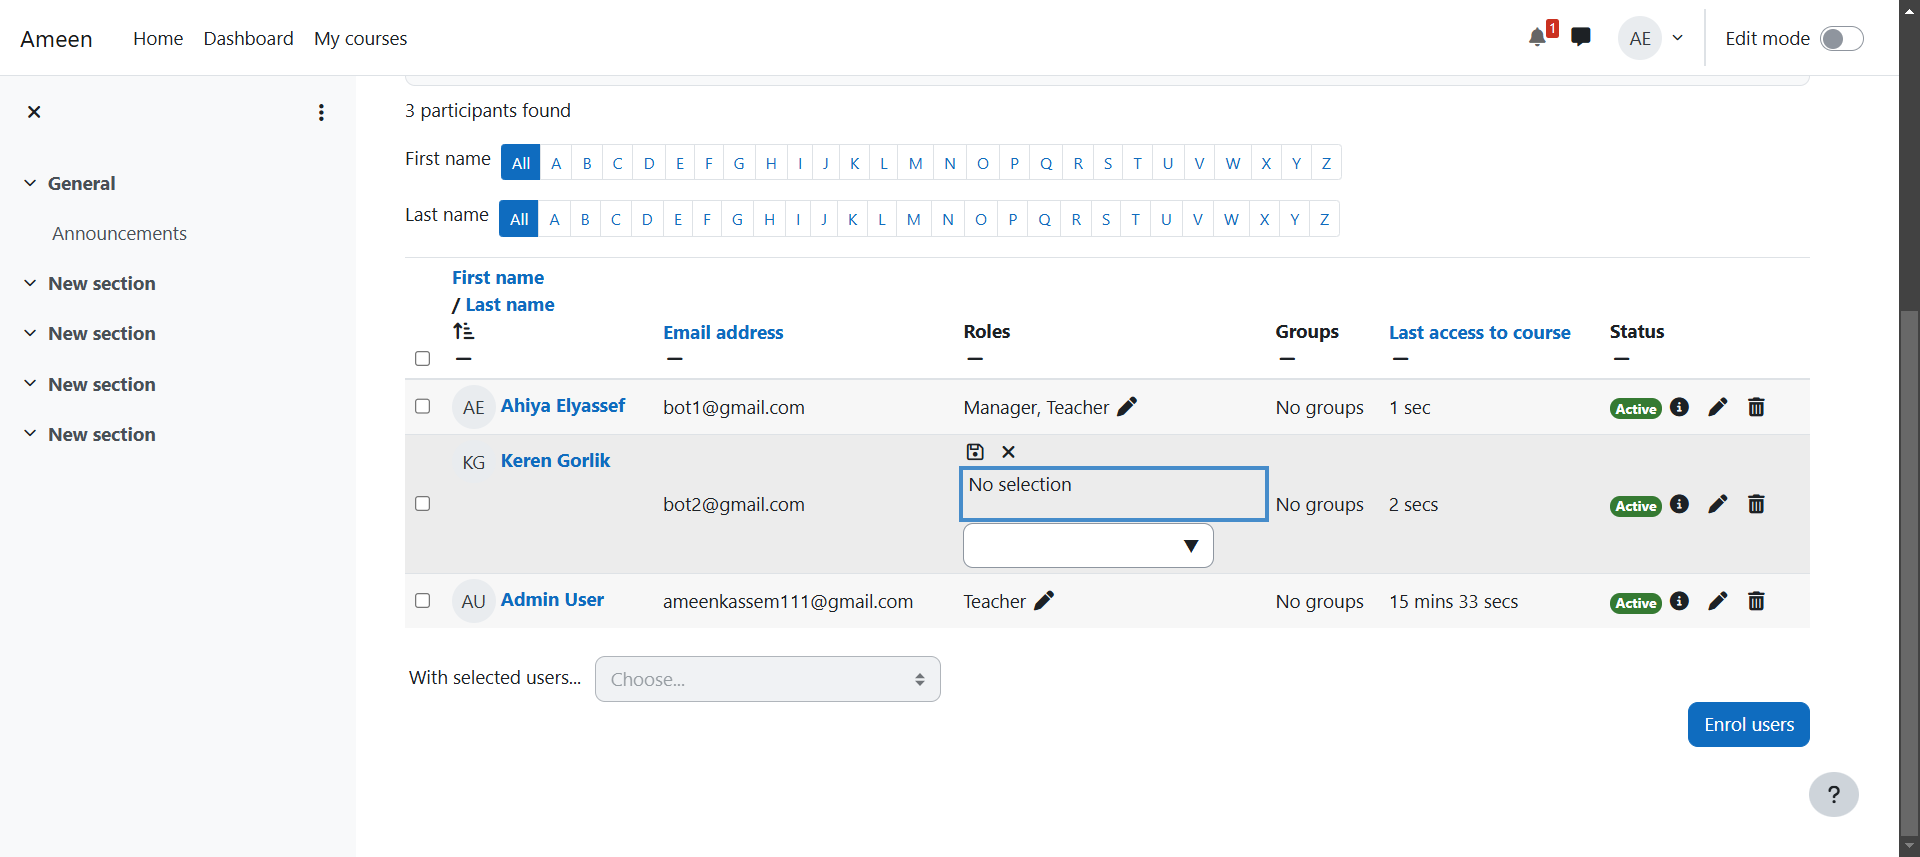 Ameen
Home Dashboard My courses
1
AE
Edit mode
General
Announcements
New section
New section
New section
New section
3 participants found
First name All A B C D E F G H I J K L M N O P Q R S T U V W X Y Z
Last name All A B C D E F G H I J K L M N O P Q R S T U V W X Y Z
First name
/ Last name
Email address Roles Groups Last access to course Status
AE Ahiya Elyassef bot1@gmail.com Manager, Teacher No groups 1 sec Active
KG Keren Gorlik
No selection
bot2@gmail.com No groups 2 secs Active
AU Admin User ameenkassem111@gmail.com Teacher No groups 15 mins 33 secs Active
With selected users... Choose...
Enrol users
?